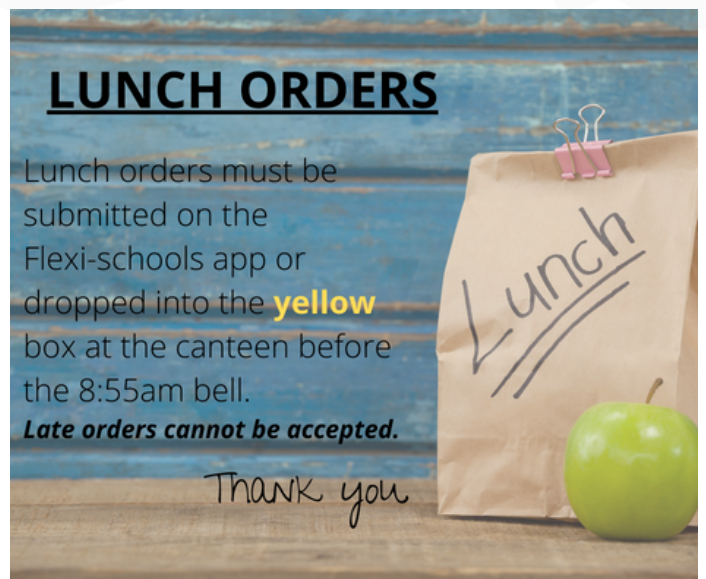 LUNCH ORDERS
Lunch orders must be
submitted on the
Flexi-schools app or
dropped into the yellow
box at the canteen before
the 8:55am bell.
Late orders cannot be accepted.
Thank you
Lunch